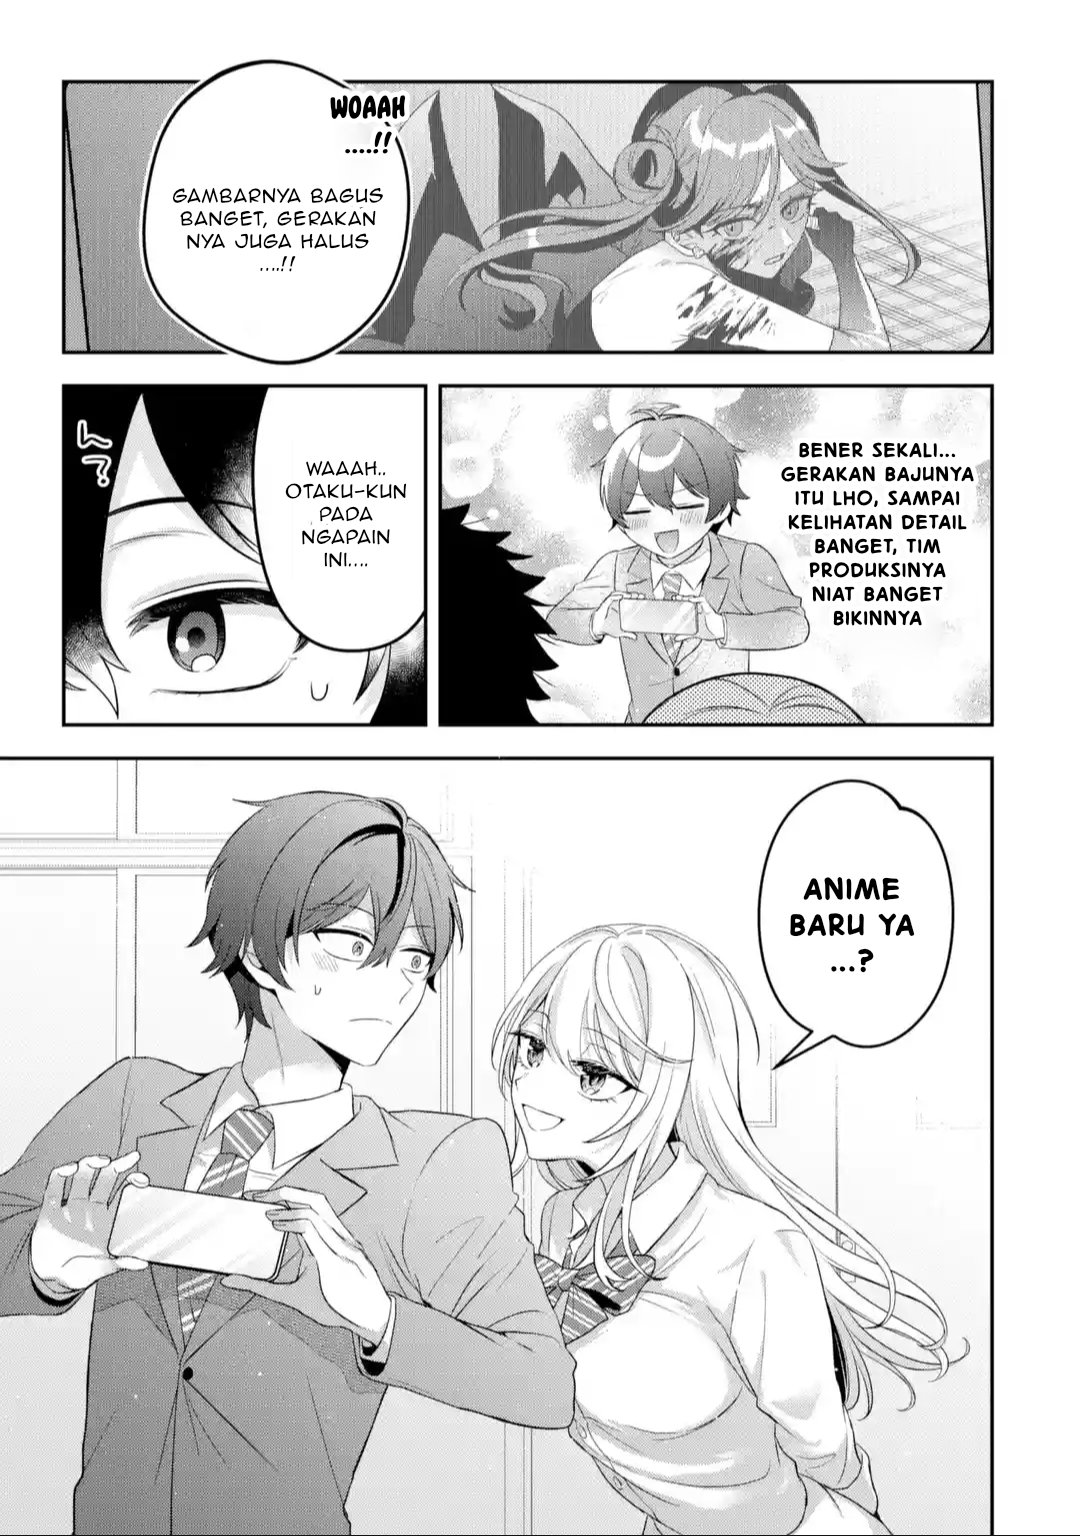 WOAAH
....!!
GAMBARNYA BAGUS
BANGET, GERAKAN
NYA JUGA HALUS
....!!
BENER SEKALI...
GERAKAN BAJUNYA
ITU LHO, SAMPAI
KELIHATAN DETAIL
BANGET, TIM
PRODUKSINYA
NIAT BANGET
BIKINNYA
WAAAH..
OTAKU-KUN
PADA
NGAPAIN
INI....
ん?
ANIME
BARU YA
...?